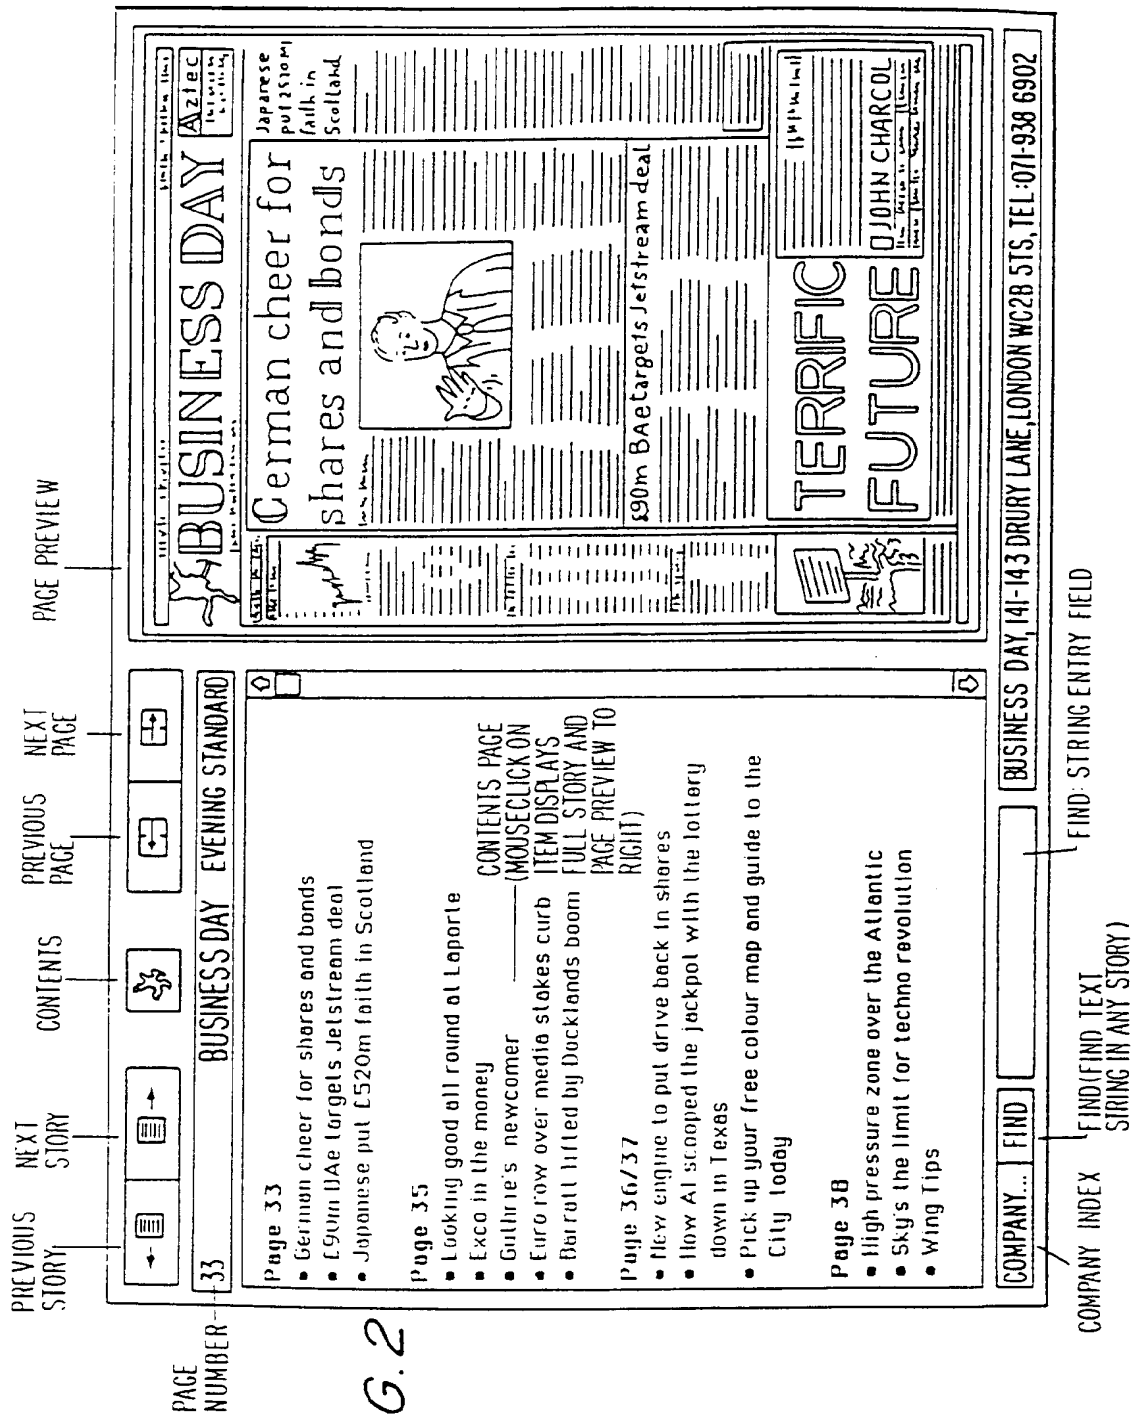 PREVIOUS STORY
NEXT STORY
CONTENTS
PREVIOUS PAGE
NEXT PAGE
PAGE PREVIEW
PAGE NUMBER
33
BUSINESS DAY EVENING STANDARD
Page 33
• German cheer for shares and bonds
• £90m BAe targets Jetstream deal
• Japanese put £520m faith in Scotland
Page 35
• Looking good all round at Laporte
• Exco in the money
• Guthrie's newcomer
• Euro row over media stakes curb
• Barratt lifted by Docklands boom
CONTENTS PAGE
(MOUSECLICK ON
ITEM DISPLAYS
FULL STORY AND
PAGE PREVIEW TO
RIGHT)
Page 36/37
• New engine to put drive back in shares
• How Al scooped the jackpot with the lottery
down in Texas
• Pick up your free colour map and guide to the
City today
Page 38
• High pressure zone over the Atlantic
• Sky's the limit for techno revolution
• Wing Tips
BUSINESS DAY
Aztec
German cheer for
shares and bonds
Japanese
put
faith in
Scotland
£90m BAe targets Jetstream deal
TERRIFIC
FUTURE
JOHN CHARCOL
COMPANY...
FIND
BUSINESS DAY, 141-143 DRURY LANE, LONDON WC2B 5TS, TEL:071-938 6902
COMPANY INDEX
FIND(FIND TEXT
STRING IN ANY STORY)
FIND: STRING ENTRY FIELD
G.2